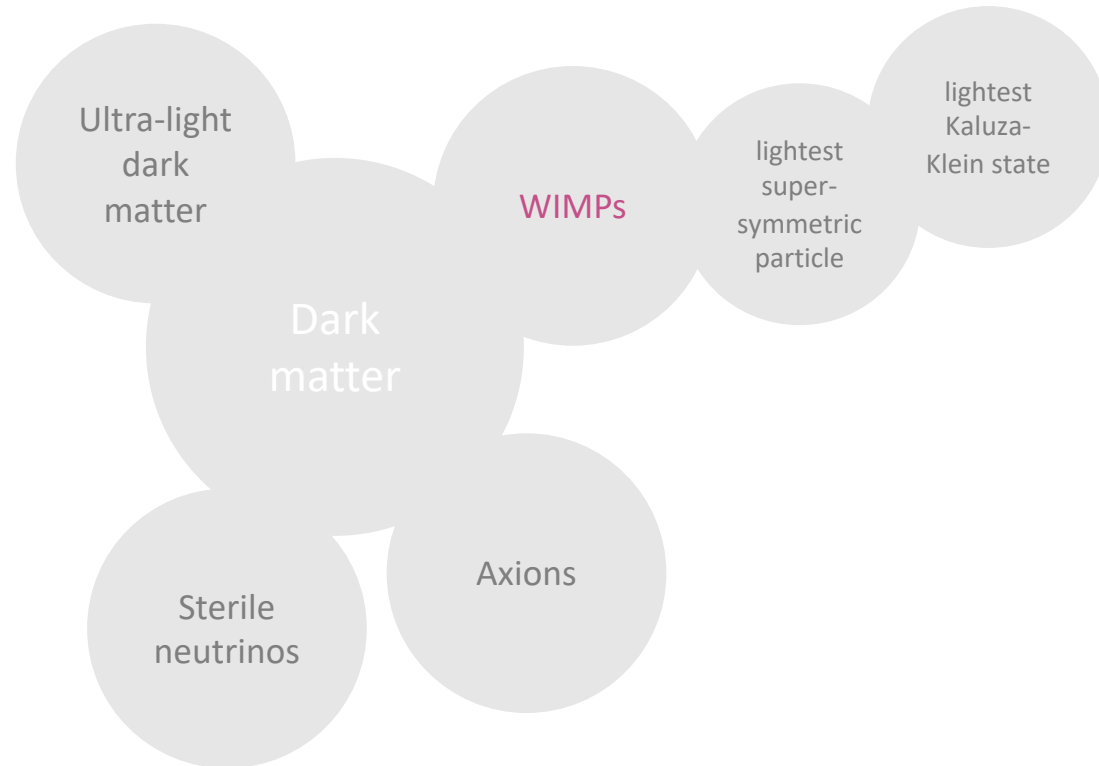 Ultra-light
dark
matter
WIMPs
lightest
super-
symmetric
particle
lightest
Kaluza-
Klein state
Dark
matter
Axions
Sterile
neutrinos